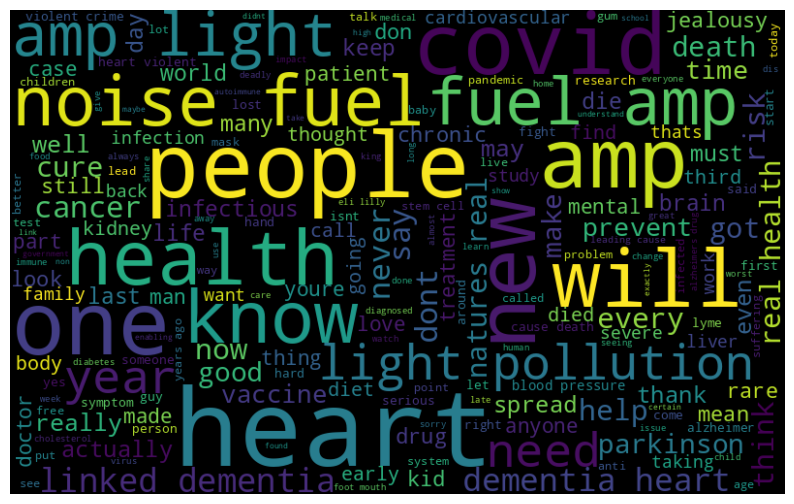 violent crime lot didnt talk medical cardiovascular gum school jealousy
amp light day high don covid death today
case heart violent impact keep time
children world deadly patient pandemic research everyone dis
noise fuel autoimmune give maybe lost take home baby understand fuel amp risk start
infection many thought mask die fight find thats
well people king chronic may amp must
food always share long live
cure lead study third said
better still back eli lilly stem cell isnt brain show
cancer infectious away almost mental great
test link kidney call hand new natures real make prevent got real health
part life use going never say treatment learn leading cause infected alzheimers drug
look government health way dont problem change work first
immune non youre done around will exactly worst
family last man want care diagnosed called died even
one know love cause death every suffering
now years ago severe lyme
body year someone good thing light pollution human seeing liver
diabetes enabling hard watch
yes heart diet point let blood pressure thank rare
week symptom guy vaccine serious late certain
doctor free made spread help issue come mean
really person anyone alzheimer
put actually drug right need parkinson think
cholesterol sorry taking child
virus found early system anti
see linked dementia kid foot mouth dementia heart age